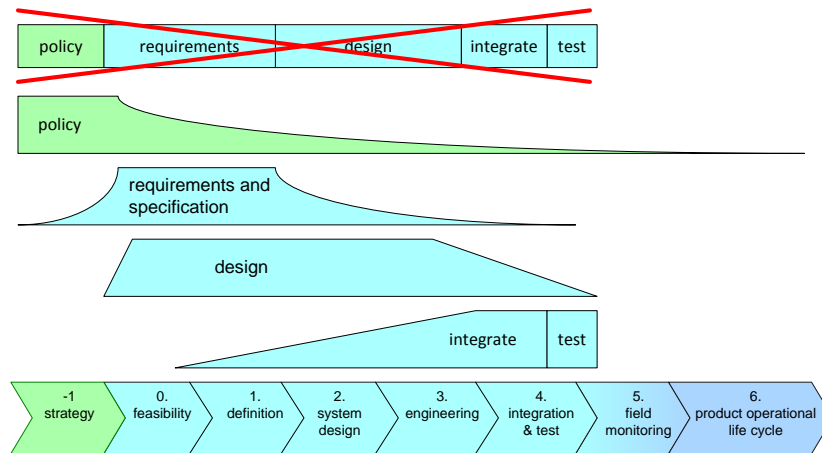 policy
requirements
design
integrate
test
policy
requirements and
specification
design
integrate
test
-1
strategy
0.
feasibility
1.
definition
2.
system
design
3.
engineering
4.
integration
& test
5.
field
monitoring
6.
product operational
life cycle